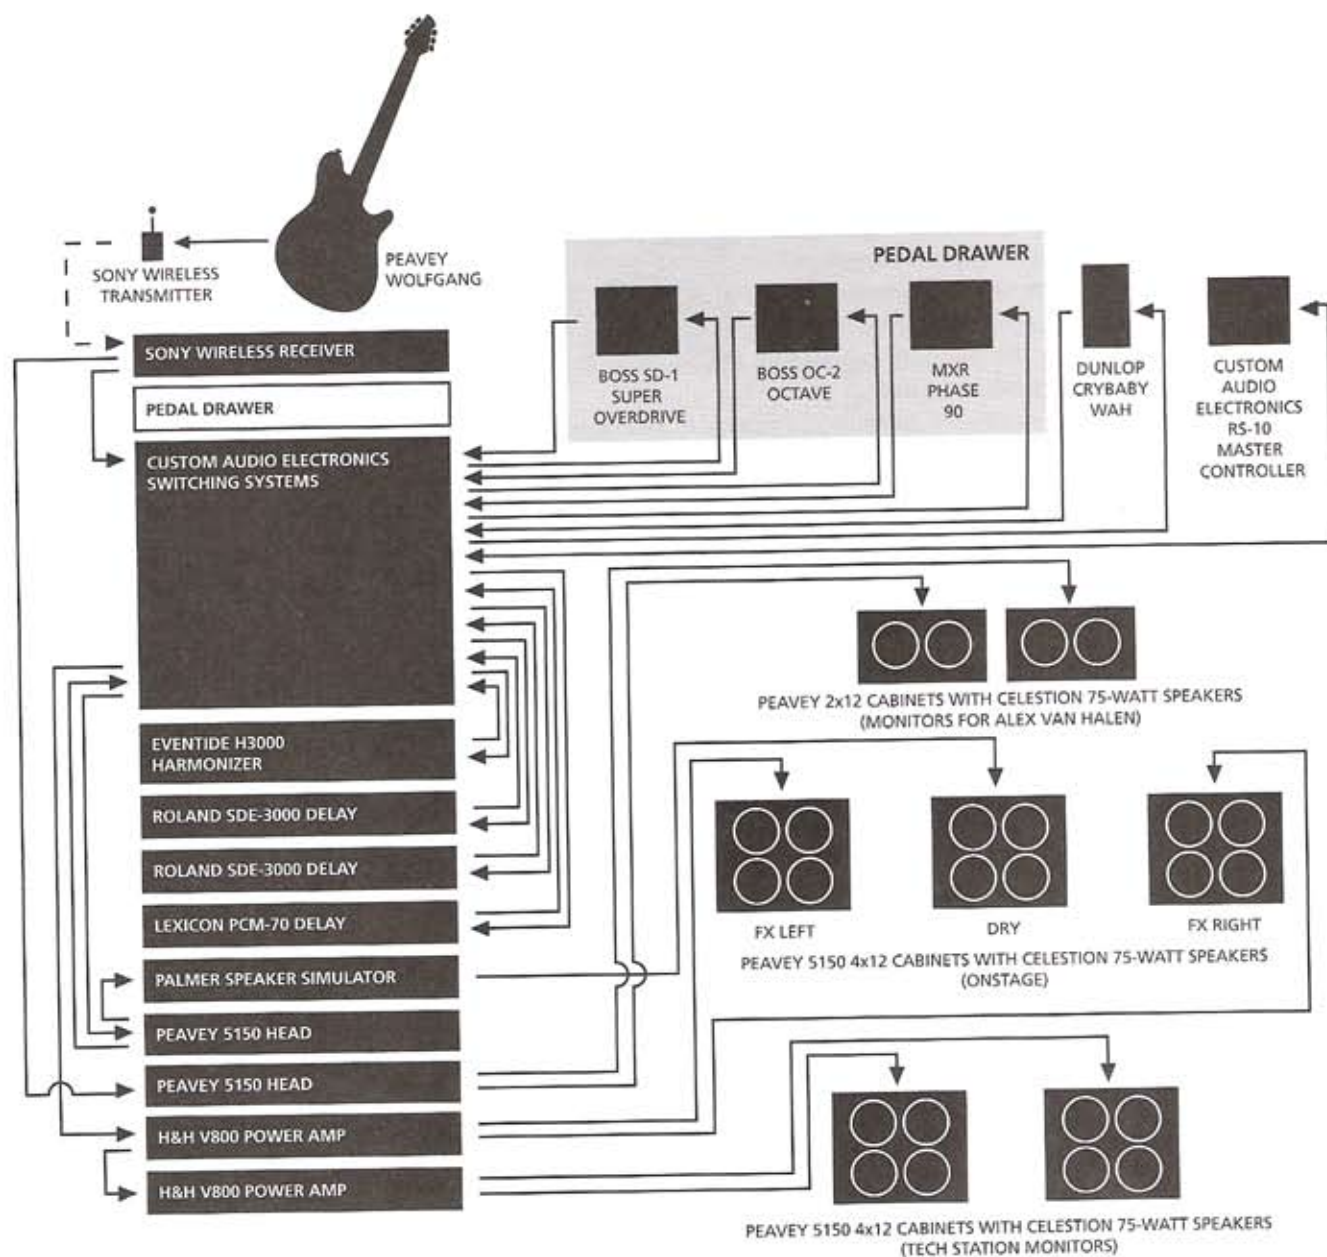 PEAVEY
WOLFGANG
SONY WIRELESS
TRANSMITTER
SONY WIRELESS RECEIVER
PEDAL DRAWER
CUSTOM AUDIO ELECTRONICS
SWITCHING SYSTEMS
EVENTIDE H3000
HARMONIZER
ROLAND SDE-3000 DELAY
ROLAND SDE-3000 DELAY
LEXICON PCM-70 DELAY
PALMER SPEAKER SIMULATOR
PEAVEY 5150 HEAD
PEAVEY 5150 HEAD
H&H V800 POWER AMP
H&H V800 POWER AMP
PEDAL DRAWER
BOSS SD-1
SUPER
OVERDRIVE
BOSS OC-2
OCTAVE
MXR
PHASE
90
DUNLOP
CRYBABY
WAH
CUSTOM
AUDIO
ELECTRONICS
RS-10
MASTER
CONTROLLER
PEAVEY 2x12 CABINETS WITH CELESTION 75-WATT SPEAKERS
(MONITORS FOR ALEX VAN HALEN)
FX LEFT
DRY
FX RIGHT
PEAVEY 5150 4x12 CABINETS WITH CELESTION 75-WATT SPEAKERS
(ONSTAGE)
PEAVEY 5150 4x12 CABINETS WITH CELESTION 75-WATT SPEAKERS
(TECH STATION MONITORS)